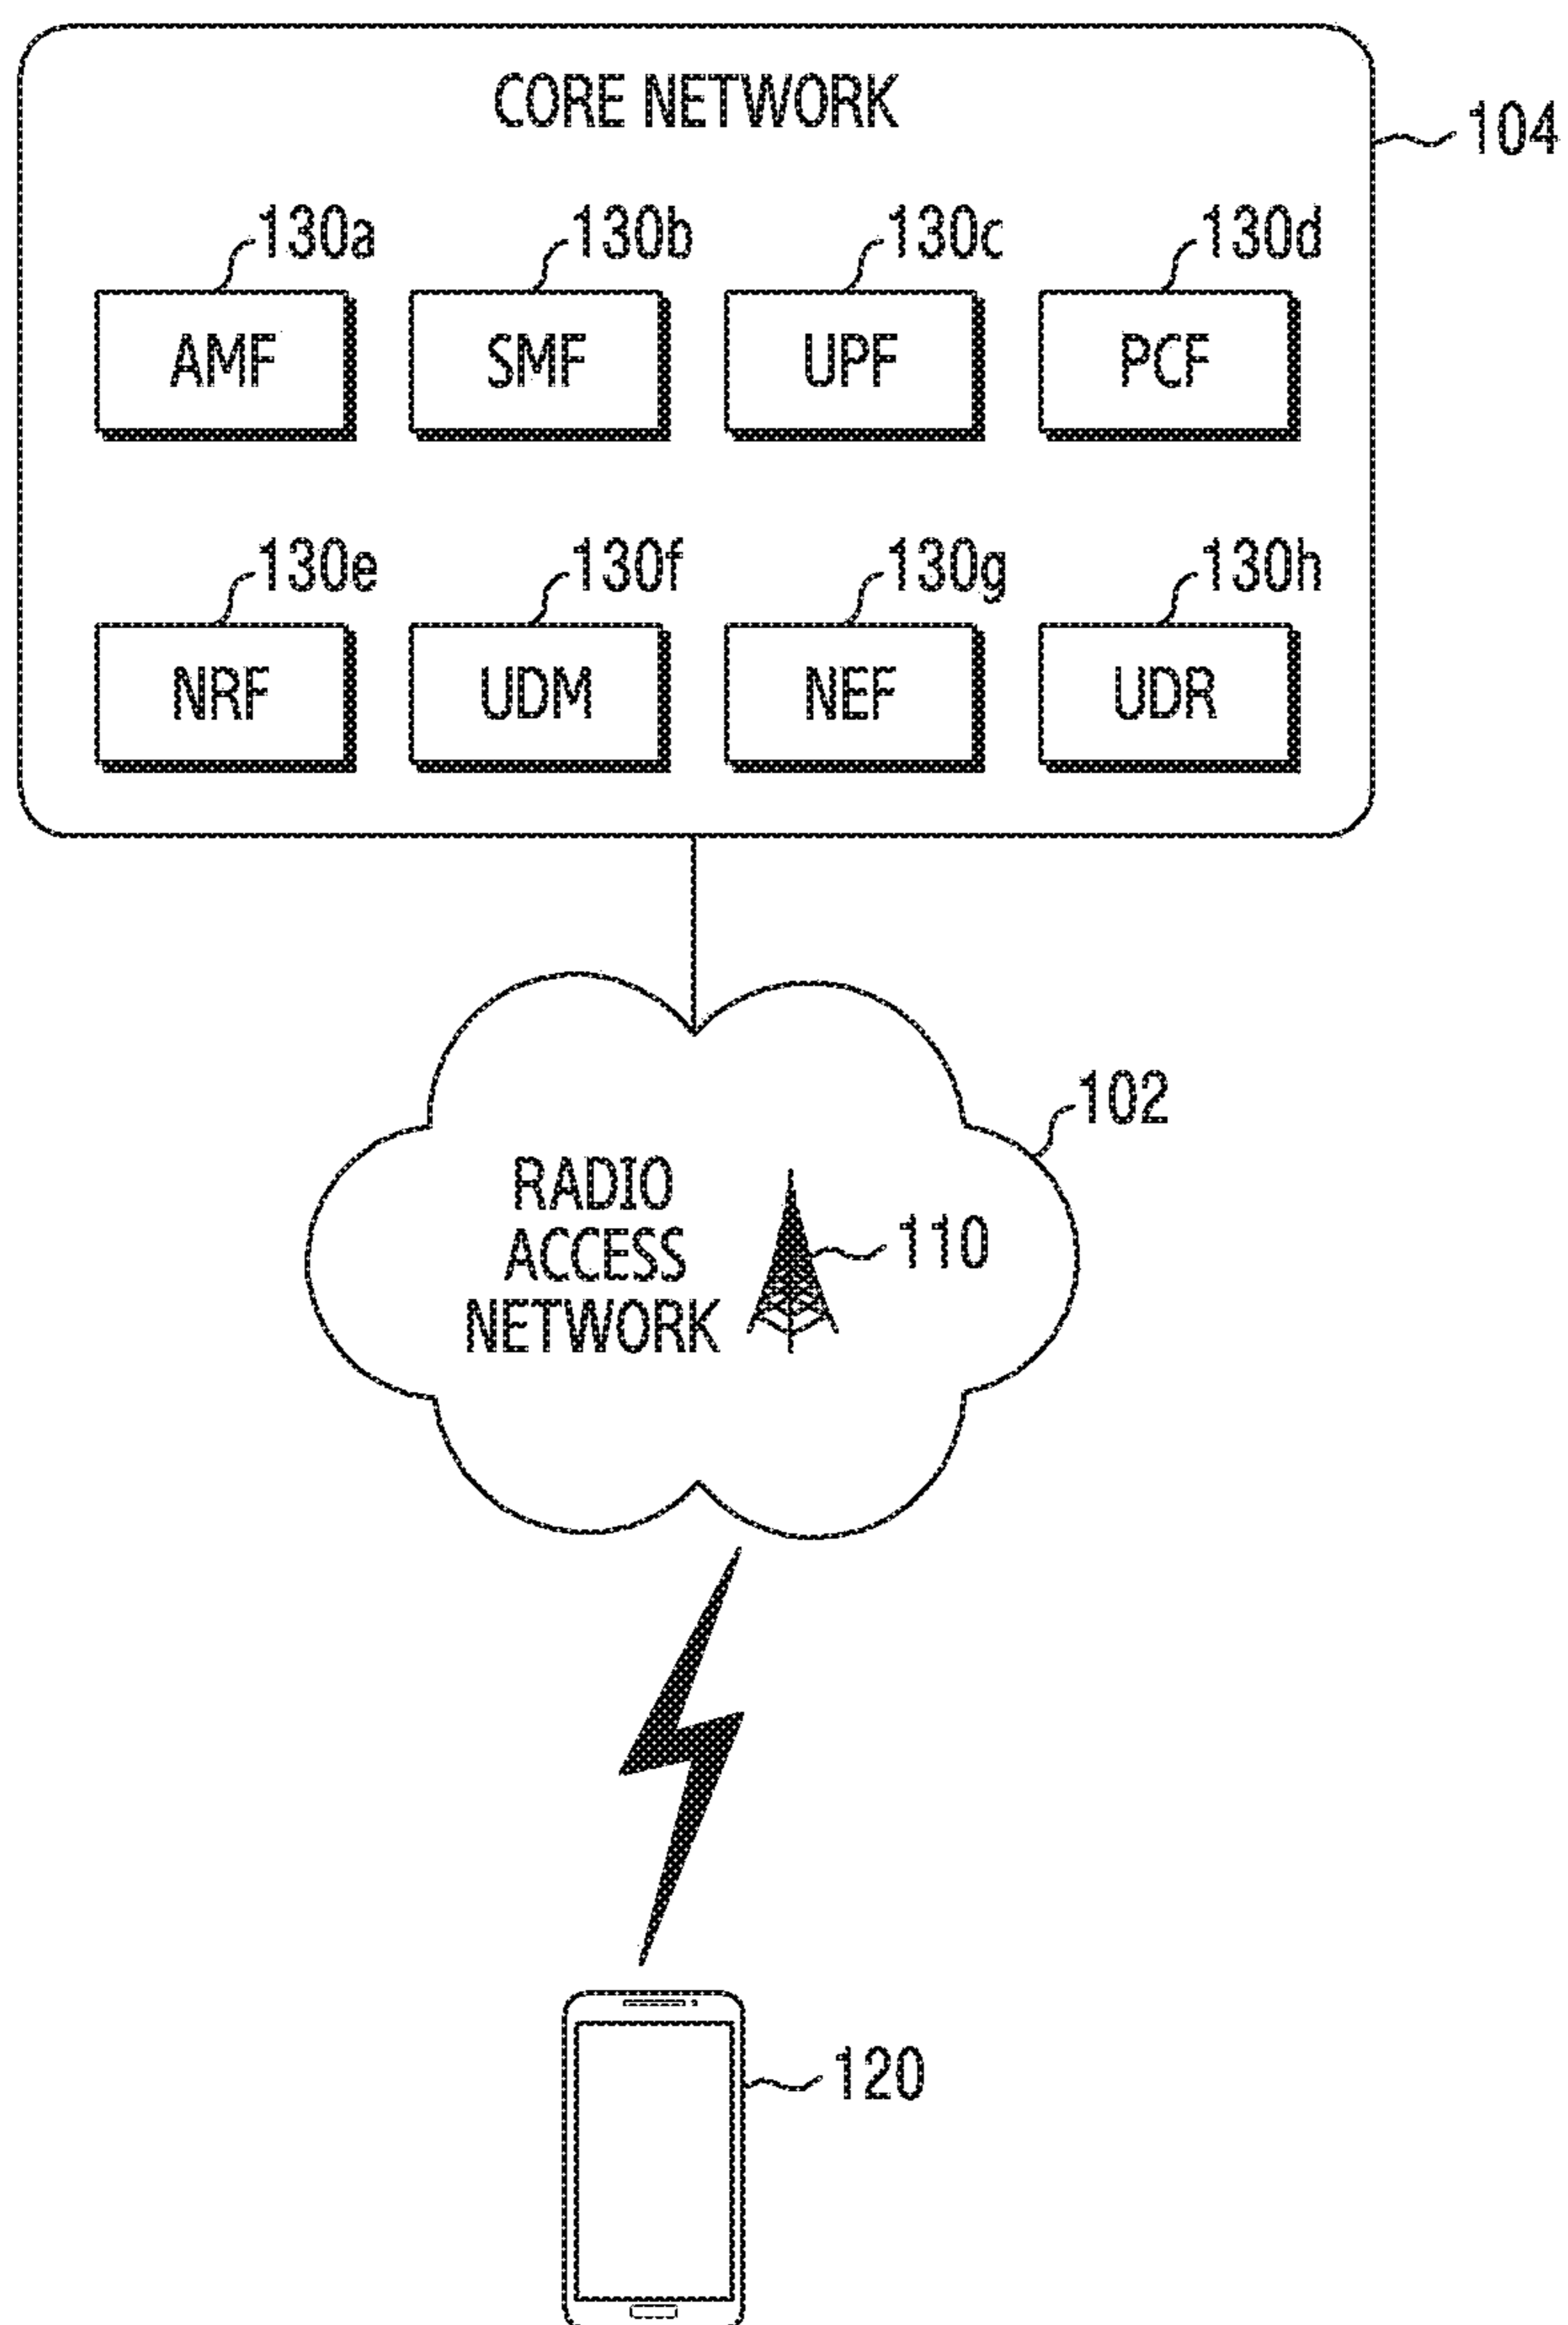 CORE NETWORK
104
130a 130b 130c 130d
AMF SMF UPF PCF
130e 130f 130g 130h
NRF UDM NEF UDR
102
RADIO
ACCESS
NETWORK
110
120